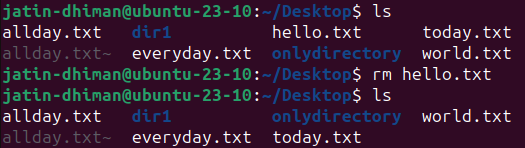 jatin-dhiman@ubuntu-23-10:~/Desktop$ ls
allday.txt dir1 hello.txt today.txt
allday.txt~ everyday.txt onlydirectory world.txt
jatin-dhiman@ubuntu-23-10:~/Desktop$ rm hello.txt
jatin-dhiman@ubuntu-23-10:~/Desktop$ ls
allday.txt dir1 onlydirectory world.txt
allday.txt~ everyday.txt today.txt